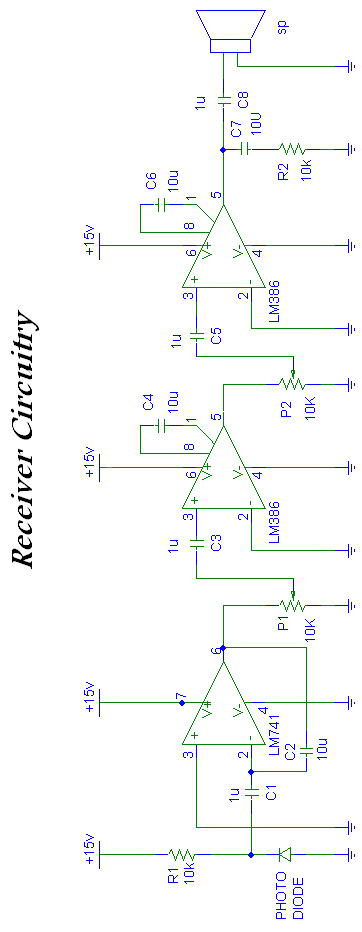 Receiver Circuitry
+15v
R1
10k
PHOTO
DIODE
1u
C1
+15v
7
V+
3
+
2
-
V-
4
LM741
6
C2
10u
P1
10K
1u
C3
+15v
C4
10u
1
8
6
V+
3
+
2
-
V-
4
LM386
5
P2
10K
1u
C5
+15v
C6
10u
1
8
6
V+
3
+
2
-
V-
4
LM386
5
C7
10U
R2
10k
1u
C8
sp